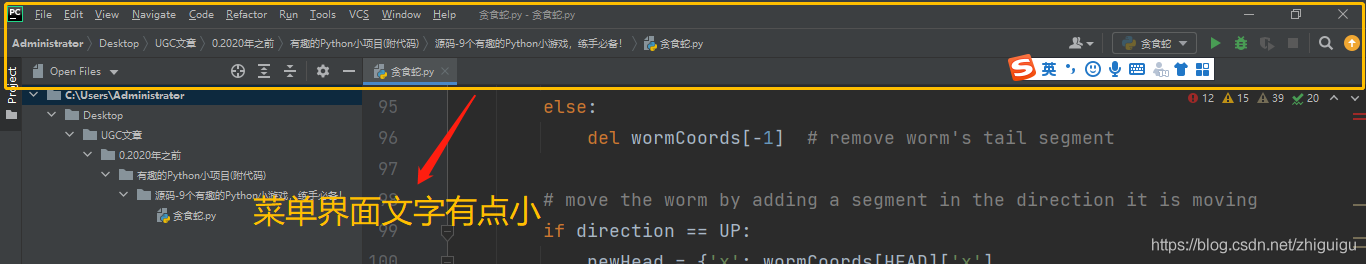 PC File Edit View Navigate Code Refactor Run Tools VCS Window Help 贪食蛇.py - 贪食蛇.py
Administrator Desktop UGC文章 0.2020年之前 有趣的Python小项目(附代码) 源码-9个有趣的Python小游戏，练手必备! 贪食蛇.py 贪食蛇
Project
Open Files 贪食蛇.py S 英
C:\Users\Administrator
Desktop
UGC文章
0.2020年之前
有趣的Python小项目(附代码)
源码-9个有趣的Python小游戏，练手必备!
贪食蛇.py
12 15 39 20
95 else:
96 del wormCoords[-1] # remove worm's tail segment
97
98 # move the worm by adding a segment in the direction it is moving
99 if direction == UP:
100 newHead = {'x': wormCoords[HEAD]['x']
菜单界面文字有点小
https://blog.csdn.net/zhiguigu